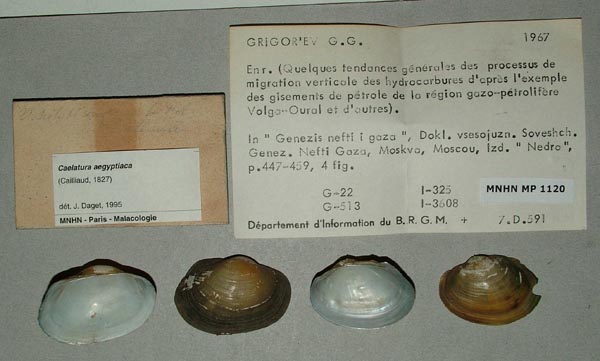 GRIGOR'EV G.G. 1967
Enr. (Quelques tendances générales des processus de
migration verticale des hydrocarbures d'après l'exemple
des gisements de pétrole de la région gazo-pétrolifère
Volga-Oural et d'autres).
In " Genezis nefti i gaza ", Dokl. vsesojuzn. Soveshch.
Genez. Nefti Gaza, Moskva, Moscou, Izd. " Nedra",
p.447-459, 4 fig.
G-22 I-325
G-513 I-3608
MNHN MP 1120
Département d'Information du B.R.G.M. + 7.D.591
Caelatura aegyptiaca
(Cailliaud, 1827)
dét. J. Daget, 1995
MNHN - Paris - Malacologie